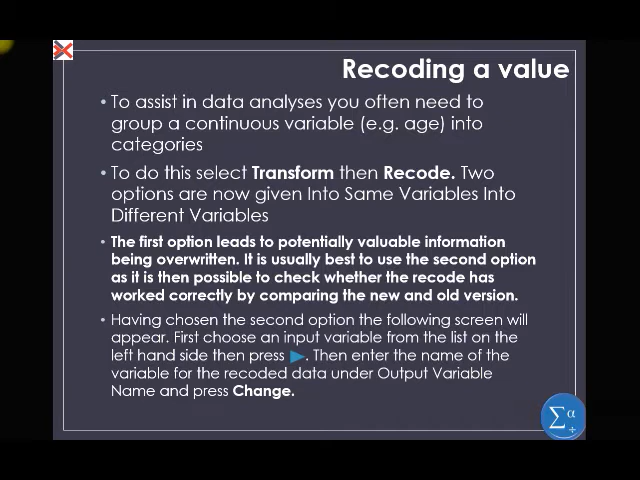 Recoding a value
• To assist in data analyses you often need to
group a continuous variable (e.g. age) into
categories
• To do this select Transform then Recode. Two
options are now given Into Same Variables Into
Different Variables
• The first option leads to potentially valuable information
being overwritten. It is usually best to use the second option
as it is then possible to check whether the recode has
worked correctly by comparing the new and old version.
• Having chosen the second option the following screen will
appear. First choose an input variable from the list on the
left hand side then press ▶. Then enter the name of the
variable for the recoded data under Output Variable
Name and press Change.
Σα+